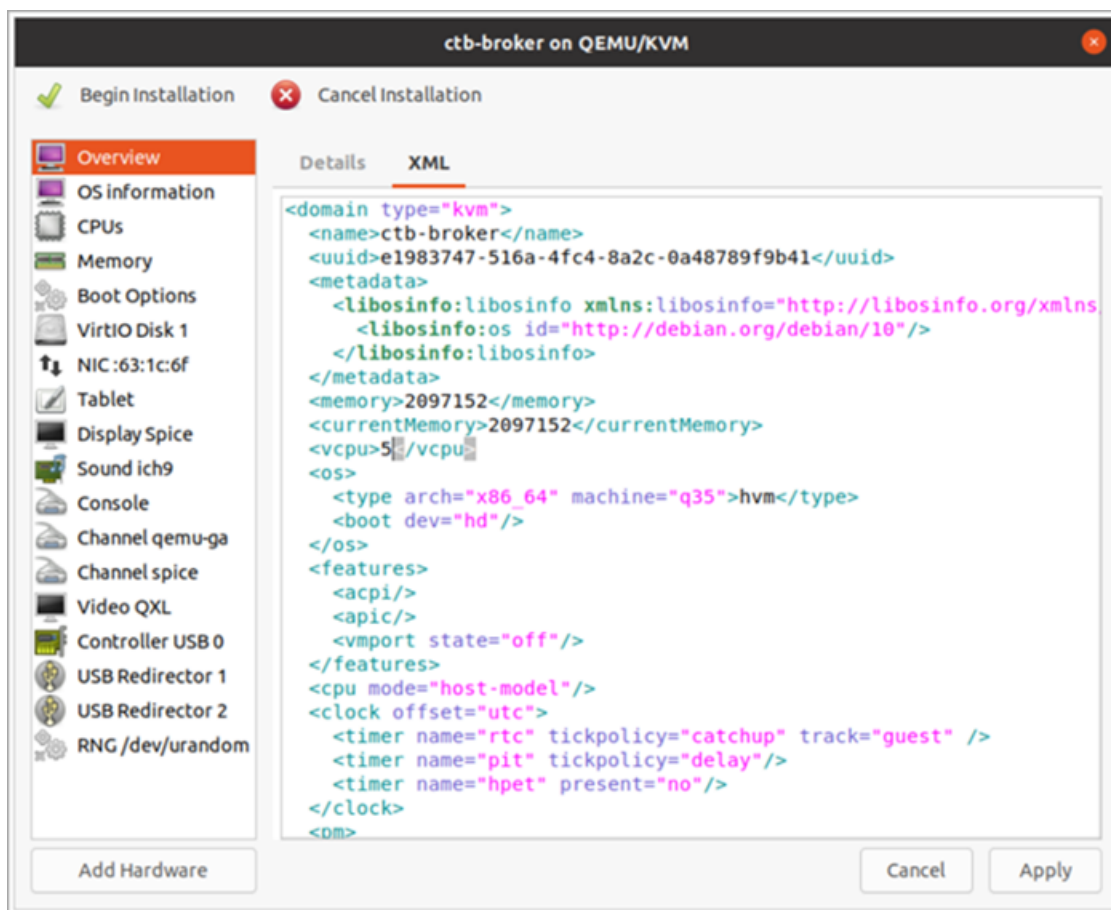 ctb-broker on QEMU/KVM
Begin Installation
Cancel Installation
Overview
OS information
CPUs
Memory
Boot Options
VirtIO Disk 1
NIC :63:1c:6f
Tablet
Display Spice
Sound ich9
Console
Channel qemu-ga
Channel spice
Video QXL
Controller USB 0
USB Redirector 1
USB Redirector 2
RNG /dev/urandom
Add Hardware
Details
XML
<domain type="kvm">
  <name>ctb-broker</name>
  <uuid>e1983747-516a-4fc4-8a2c-0a48789f9b41</uuid>
  <metadata>
    <libosinfo:libosinfo xmlns:libosinfo="http://libosinfo.org/xmlns/
      <libosinfo:os id="http://debian.org/debian/10"/>
    </libosinfo:libosinfo>
  </metadata>
  <memory>2097152</memory>
  <currentMemory>2097152</currentMemory>
  <vcpu>5</vcpu>
  <os>
    <type arch="x86_64" machine="q35">hvm</type>
    <boot dev="hd"/>
  </os>
  <features>
    <acpi/>
    <apic/>
    <vmport state="off"/>
  </features>
  <cpu mode="host-model"/>
  <clock offset="utc">
    <timer name="rtc" tickpolicy="catchup" track="guest" />
    <timer name="pit" tickpolicy="delay"/>
    <timer name="hpet" present="no"/>
  </clock>
  <pm>
Cancel
Apply